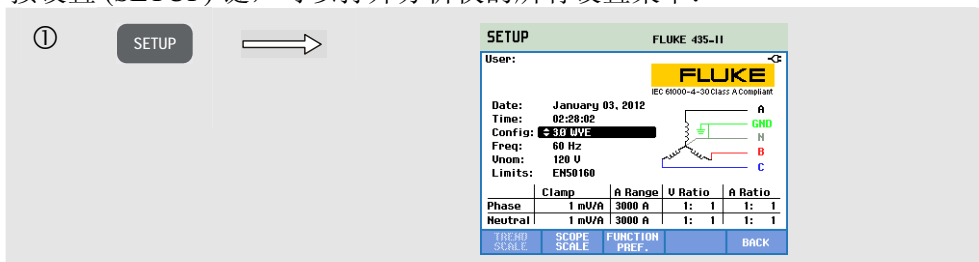 按设置 (SETUP) 键，可以打开分析仪的所有设置菜单:
① SETUP
SETUP FLUKE 435-II
User:
FLUKE
IEC 61000-4-30 Class A Compliant
Date: January 03, 2012
Time: 02:28:02
Config: 3Ø WYE
Freq: 60 Hz
Vnom: 120 V
Limits: EN50160
A
GND
N
B
C
Clamp A Range V Ratio A Ratio
Phase 1 mV/A 3000 A 1: 1 1: 1
Neutral 1 mV/A 3000 A 1: 1 1: 1
TREND SCALE SCOPE SCALE FUNCTION PREF. BACK